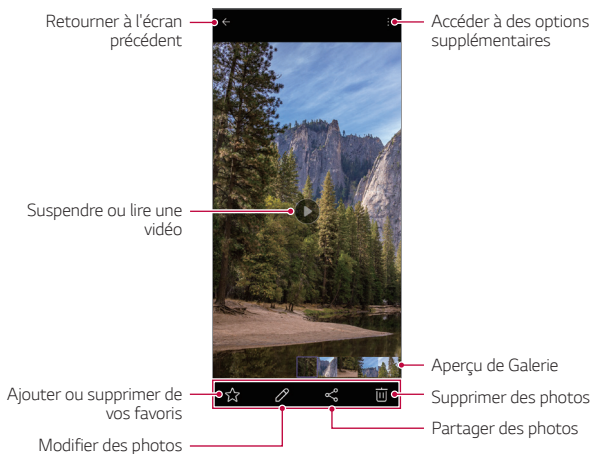 Retourner à l'écran
précédent
Accéder à des options
supplémentaires
Suspendre ou lire une
vidéo
Aperçu de Galerie
Ajouter ou supprimer de
vos favoris
Supprimer des photos
Partager des photos
Modifier des photos